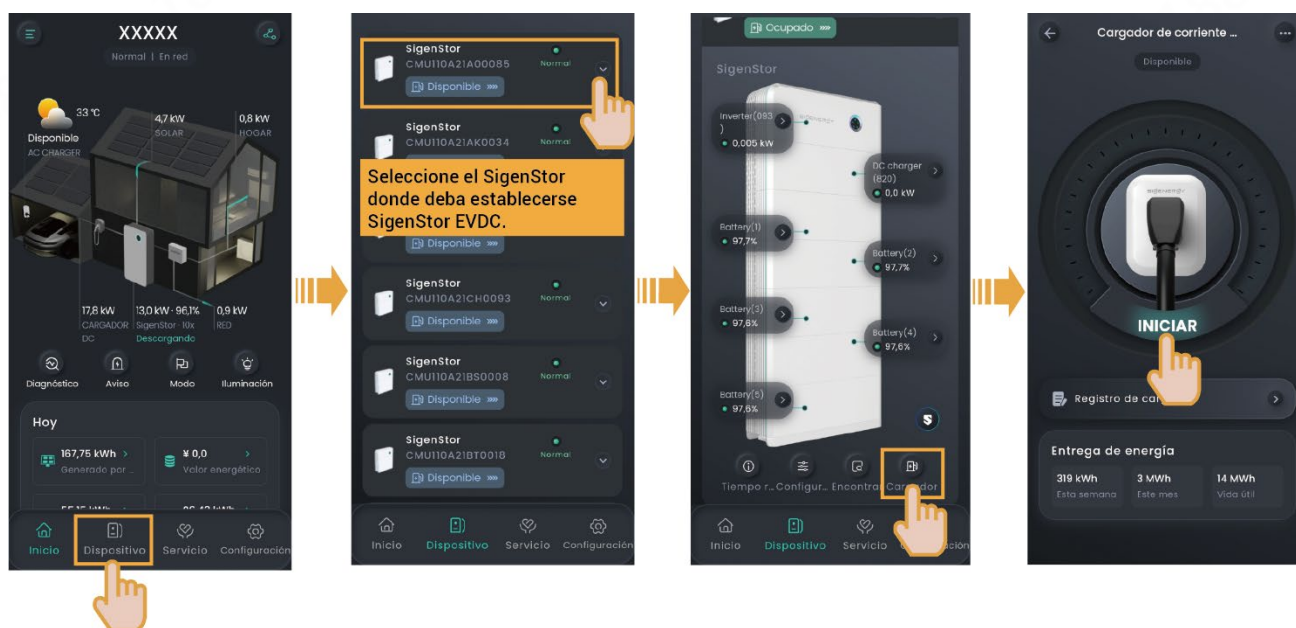 XXXXX
Normal | En red
33 °C
Disponible
AC CHARGER
4,7 kW
SOLAR
0,8 kW
HOGAR
17,8 kW
CARGADOR
DC
13,0 kW · 96,1%
SigenStor · 10x
Descargando
0,9 kW
RED
Diagnóstico
Aviso
Modo
Iluminación
Hoy
167,75 kWh >
Generado por ..
¥ 0,0 >
Valor energético
Inicio
Dispositivo
Servicio
Configuración
SigenStor
CMU110A21A00085
Normal
Disponible
SigenStor
CMU110A21AK0034
Normal
Seleccione el SigenStor
donde deba establecerse
SigenStor EVDC.
Disponible
SigenStor
CMU110A21CH0093
Normal
Disponible
SigenStor
CMU110A21BS0008
Normal
Disponible
SigenStor
CMU110A21BT0018
Normal
Disponible
Inicio
Dispositivo
Servicio
Configuración
Ocupado
SigenStor
Inverter(093
)
0,005 kW
DC charger
(820)
0,0 kW
Battery(1)
97,7%
Battery(2)
97,7%
Battery(3)
97,6%
Battery(4)
97,6%
Battery(5)
97,6%
Tiempo r..
Configur..
Encontrar
Cargador
Inicio
Dispositivo
Servicio
Cargador de corriente ...
Disponible
INICIAR
Registro de
Entrega de energía
319 kWh
Esta semana
3 MWh
Este mes
14 MWh
Vida útil